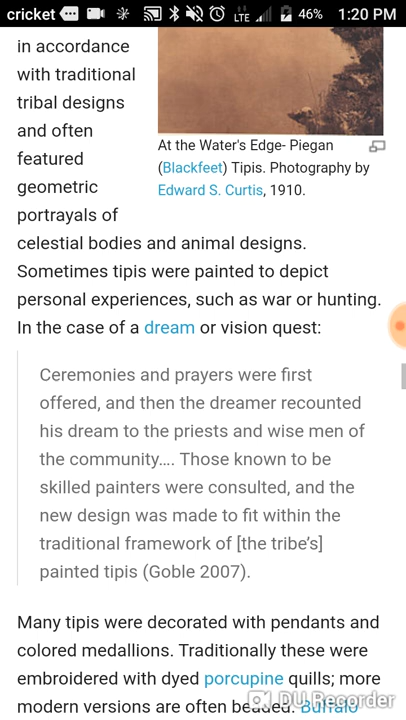 cricket LTE 46% 1:20 PM
in accordance
with traditional
tribal designs
and often
featured
geometric
portrayals of
At the Water's Edge- Piegan
(Blackfeet) Tipis. Photography by
Edward S. Curtis, 1910.
celestial bodies and animal designs.
Sometimes tipis were painted to depict
personal experiences, such as war or hunting.
In the case of a dream or vision quest:
Ceremonies and prayers were first
offered, and then the dreamer recounted
his dream to the priests and wise men of
the community…. Those known to be
skilled painters were consulted, and the
new design was made to fit within the
traditional framework of [the tribe’s]
painted tipis (Goble 2007).
Many tipis were decorated with pendants and
colored medallions. Traditionally these were
embroidered with dyed porcupine quills; more
modern versions are often beaded. Buffalo
DU Recorder